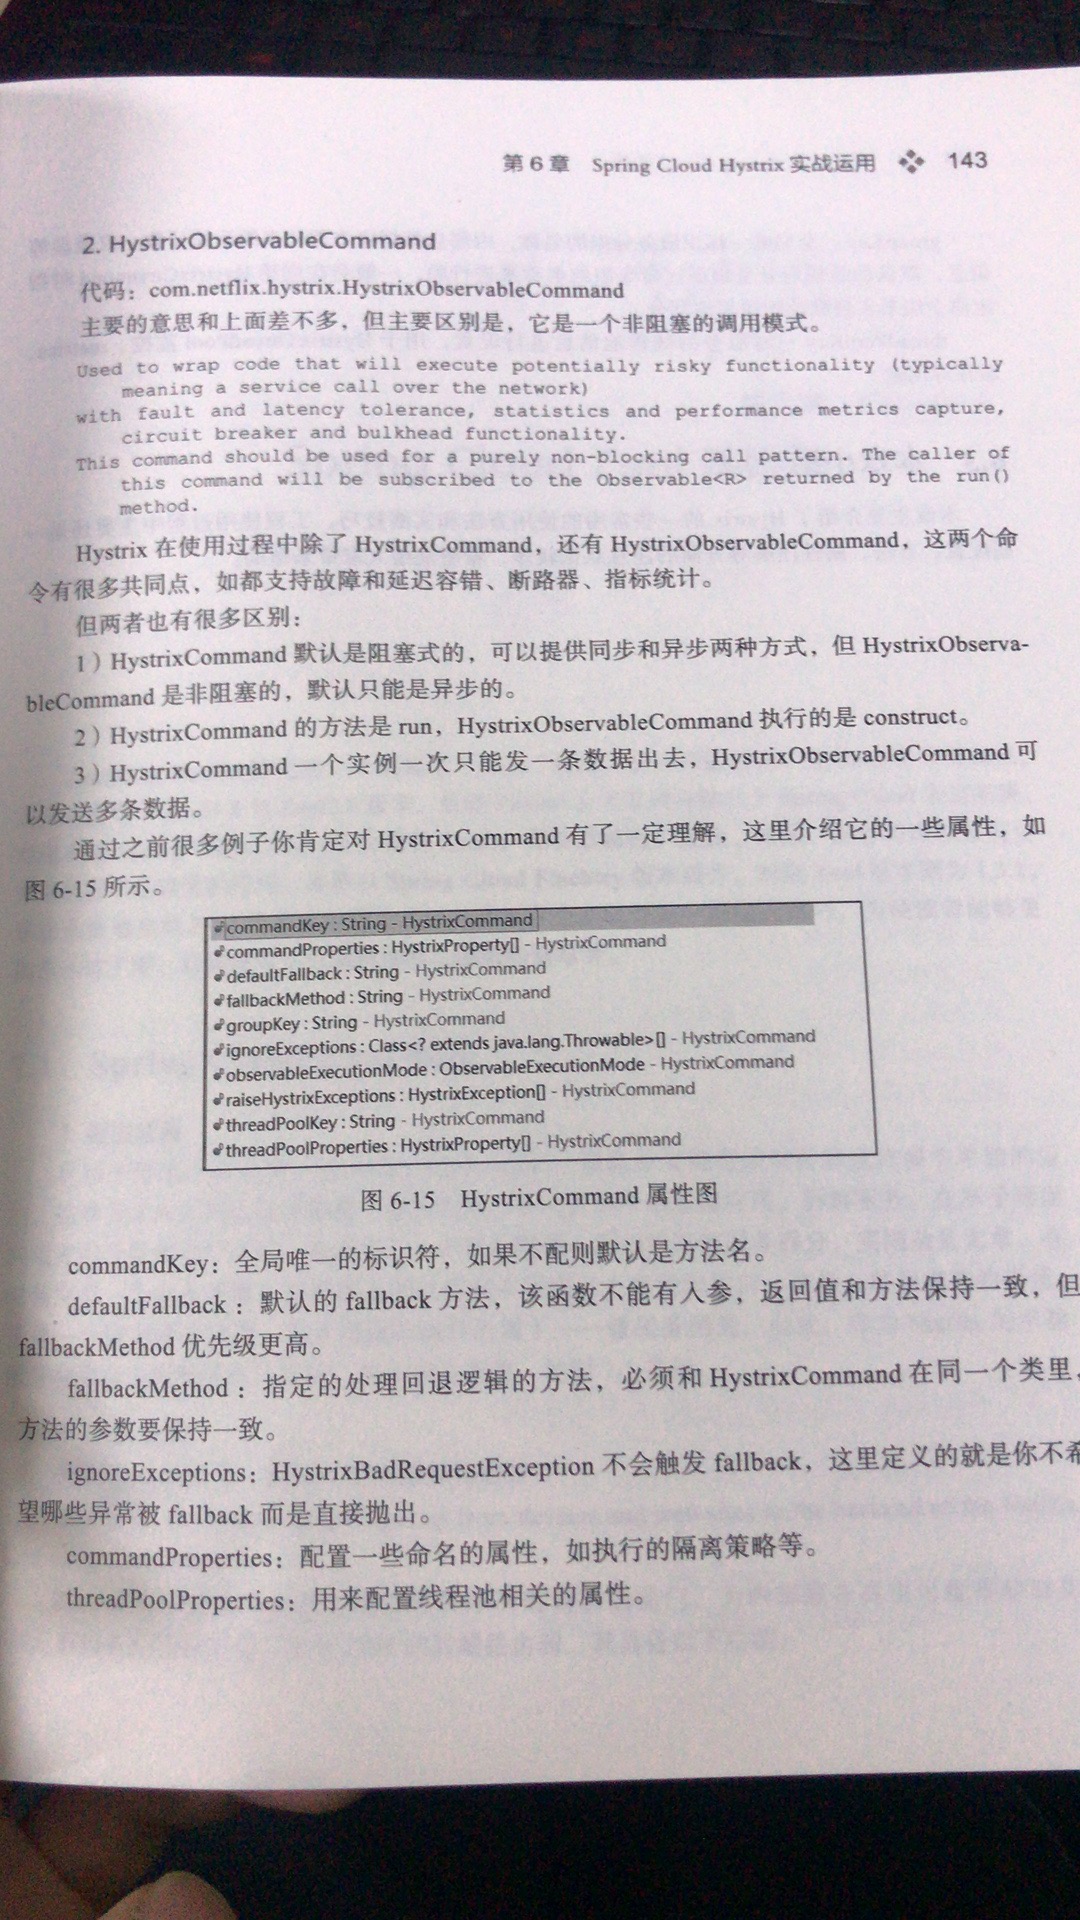 第 6 章 Spring Cloud Hystrix 实战运用 143
2. HystrixObservableCommand
代码：com.netflix.hystrix.HystrixObservableCommand
主要的意思和上面差不多，但主要区别是，它是一个非阻塞的调用模式。
Used to wrap code that will execute potentially risky functionality (typically
meaning a service call over the network)
with fault and latency tolerance, statistics and performance metrics capture,
circuit breaker and bulkhead functionality.
This command should be used for a purely non-blocking call pattern. The caller of
this command will be subscribed to the Observable<R> returned by the run()
method.
Hystrix 在使用过程中除了 HystrixCommand，还有 HystrixObservableCommand，这两个命
令有很多共同点，如都支持故障和延迟容错、断路器、指标统计。
但两者也有很多区别：
1）HystrixCommand 默认是阻塞式的，可以提供同步和异步两种方式，但 HystrixObserva-
bleCommand 是非阻塞的，默认只能是异步的。
2）HystrixCommand 的方法是 run，HystrixObservableCommand 执行的是 construct。
3）HystrixCommand 一个实例一次只能发一条数据出去，HystrixObservableCommand 可
以发送多条数据。
通过之前很多例子你肯定对 HystrixCommand 有了一定理解，这里介绍它的一些属性，如
图 6-15 所示。
commandKey : String - HystrixCommand
commandProperties : HystrixProperty[] - HystrixCommand
defaultFallback : String - HystrixCommand
fallbackMethod : String - HystrixCommand
groupKey : String - HystrixCommand
ignoreExceptions : Class<? extends java.lang.Throwable>[] - HystrixCommand
observableExecutionMode : ObservableExecutionMode - HystrixCommand
raiseHystrixExceptions : HystrixException[] - HystrixCommand
threadPoolKey : String - HystrixCommand
threadPoolProperties : HystrixProperty[] - HystrixCommand
图 6-15 HystrixCommand 属性图
commandKey：全局唯一的标识符，如果不配则默认是方法名。
defaultFallback：默认的 fallback 方法，该函数不能有入参，返回值和方法保持一致，但
fallbackMethod 优先级更高。
fallbackMethod：指定的处理回退逻辑的方法，必须和 HystrixCommand 在同一个类里，
方法的参数要保持一致。
ignoreExceptions：HystrixBadRequestException 不会触发 fallback，这里定义的就是你不希
望哪些异常被 fallback 而是直接抛出。
commandProperties：配置一些命名的属性，如执行的隔离策略等。
threadPoolProperties：用来配置线程池相关的属性。